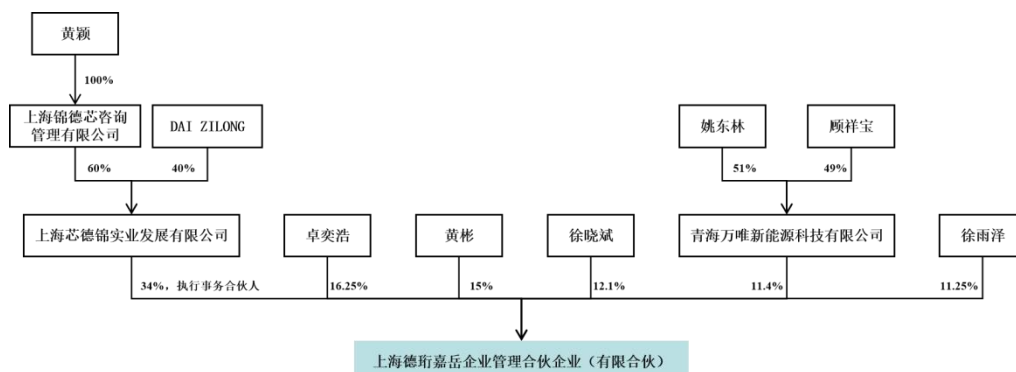 黄颖
100%
上海锦德芯咨询
管理有限公司
DAI ZILONG
姚东林
顾祥宝
60%
40%
51%
49%
上海芯德锦实业发展有限公司
卓奕浩
黄彬
徐晓斌
青海万唯新能源科技有限公司
徐雨泽
34%，执行事务合伙人
16.25%
15%
12.1%
11.4%
11.25%
上海德珩嘉岳企业管理合伙企业（有限合伙）